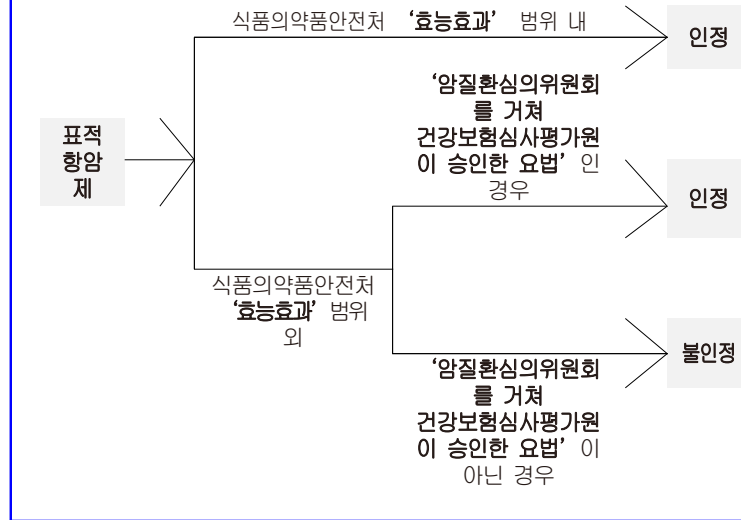 식품의약품안전처 ‘효능효과’ 범위 내
인정
‘암질환심의위원회
를 거쳐
건강보험심사평가원
이 승인한 요법’ 인
경우
표적
항암
제
인정
식품의약품안전처
‘효능효과’ 범위
외
불인정
‘암질환심의위원회
를 거쳐
건강보험심사평가원
이 승인한 요법’ 이
아닌 경우